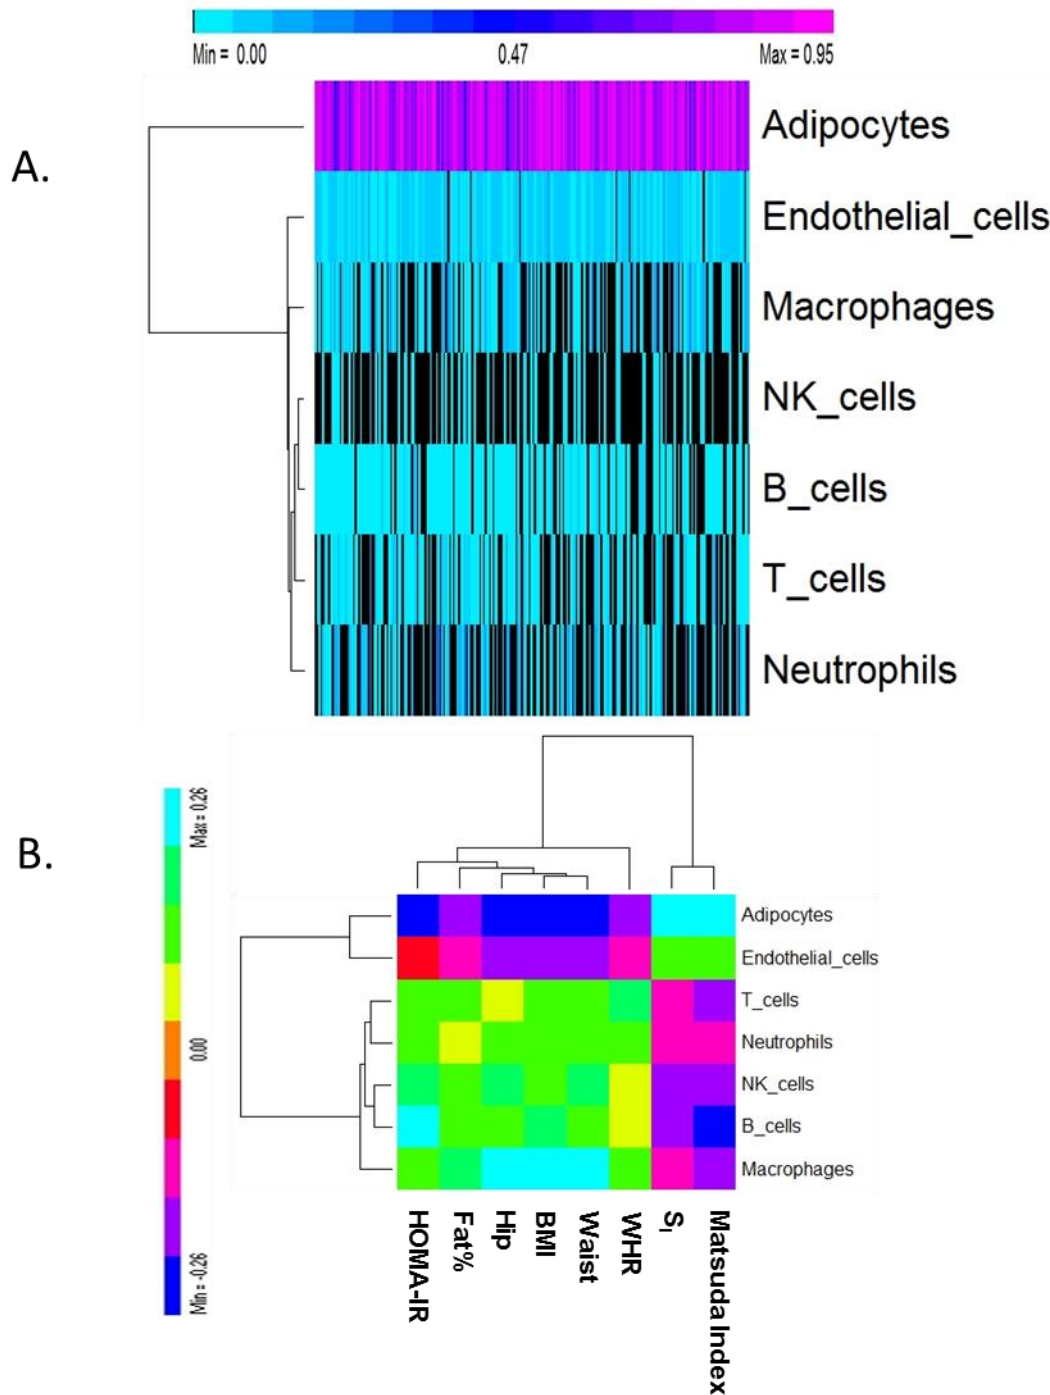 Min = 0.00 0.47 Max = 0.95
A.
Adipocytes
Endothelial_cells
Macrophages
NK_cells
B_cells
T_cells
Neutrophils
B.
Max = 0.26
0.00
Min = -0.26
Adipocytes
Endothelial_cells
T_cells
Neutrophils
NK_cells
B_cells
Macrophages
HOMA-IR
Fat%
Hip
BMI
Waist
WHR
SI
Matsuda Index